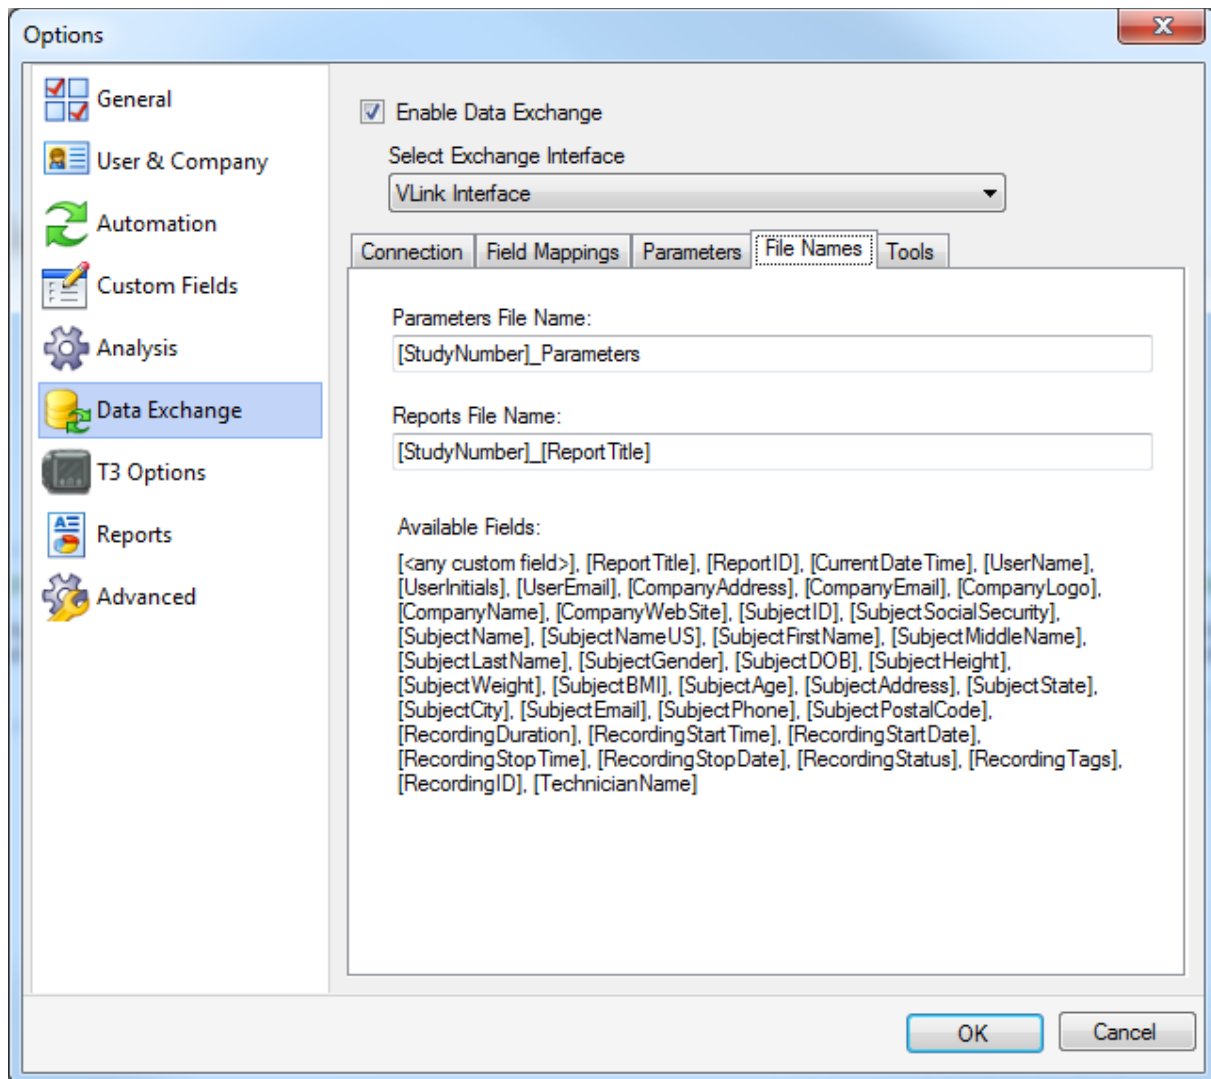 Options
General
User & Company
Automation
Custom Fields
Analysis
Data Exchange
T3 Options
Reports
Advanced
Enable Data Exchange
Select Exchange Interface
VLink Interface
Connection
Field Mappings
Parameters
File Names
Tools
Parameters File Name:
[StudyNumber]_Parameters
Reports File Name:
[StudyNumber]_[ReportTitle]
Available Fields:
[<any custom field>], [ReportTitle], [ReportID], [CurrentDateTime], [UserName],
[UserInitials], [UserEmail], [CompanyAddress], [CompanyEmail], [CompanyLogo],
[CompanyName], [CompanyWebSite], [SubjectID], [SubjectSocialSecurity],
[SubjectName], [SubjectNameUS], [SubjectFirstName], [SubjectMiddleName],
[SubjectLastName], [SubjectGender], [SubjectDOB], [SubjectHeight],
[SubjectWeight], [SubjectBMI], [SubjectAge], [SubjectAddress], [SubjectState],
[SubjectCity], [SubjectEmail], [SubjectPhone], [SubjectPostalCode],
[RecordingDuration], [RecordingStartTime], [RecordingStartDate],
[RecordingStopTime], [RecordingStopDate], [RecordingStatus], [RecordingTags],
[RecordingID], [TechnicianName]
OK
Cancel